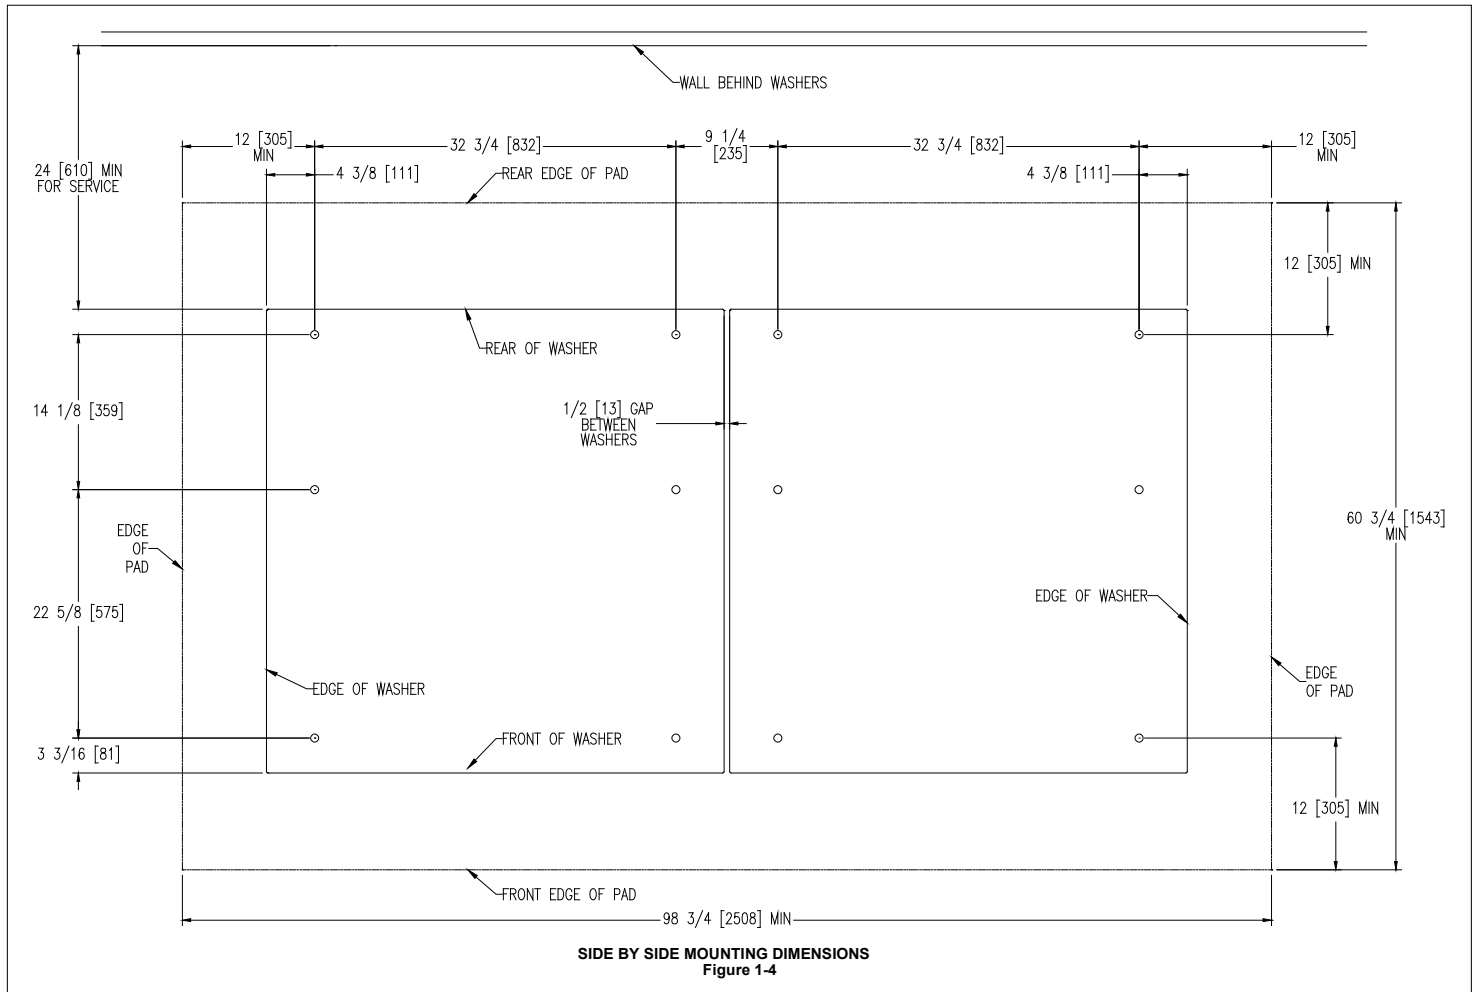 WALL BEHIND WASHERS
12 [305]
MIN
32 3/4 [832]
9 1/4
[235]
32 3/4 [832]
12 [305]
MIN
24 [610] MIN
FOR SERVICE
4 3/8 [111]
REAR EDGE OF PAD
4 3/8 [111]
12 [305] MIN
REAR OF WASHER
14 1/8 [359]
1/2 [13] GAP
BETWEEN
WASHERS
EDGE
OF
PAD
60 3/4 [1543]
MIN
22 5/8 [575]
EDGE OF WASHER
EDGE OF WASHER
EDGE
OF PAD
3 3/16 [81]
FRONT OF WASHER
12 [305] MIN
FRONT EDGE OF PAD
98 3/4 [2508] MIN
SIDE BY SIDE MOUNTING DIMENSIONS
Figure 1-4